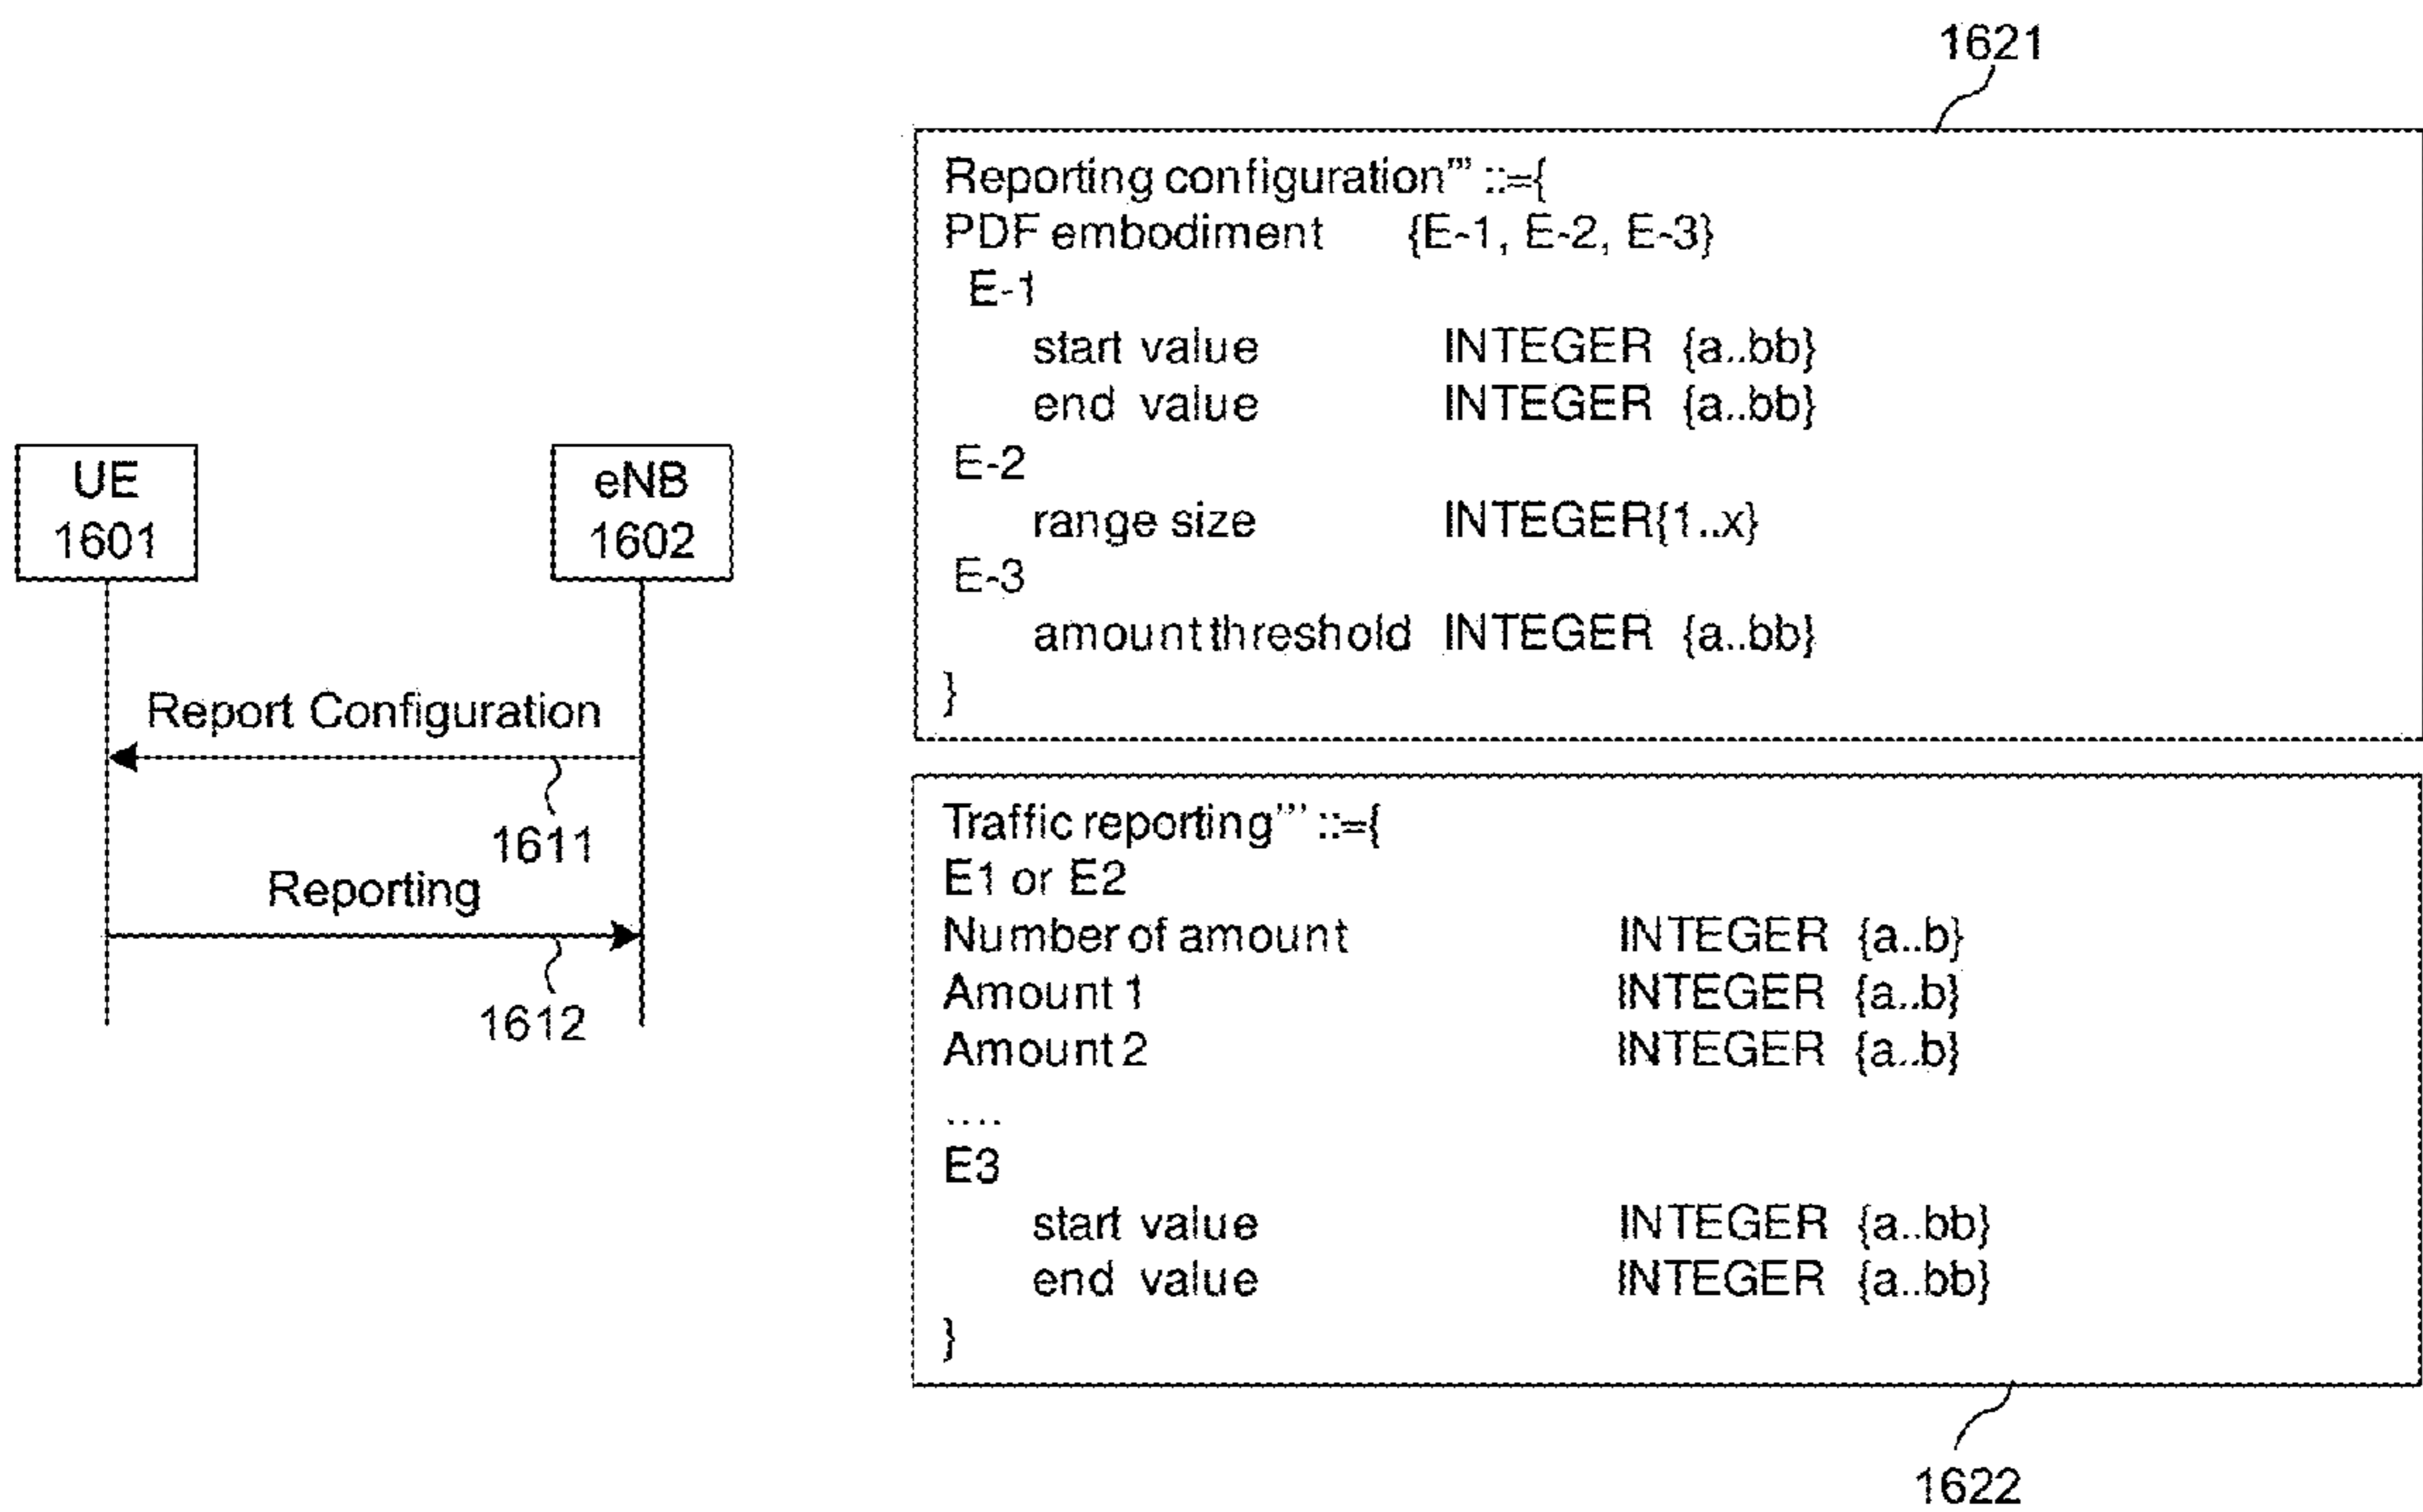 1621
Reporting configuration''' ::={
PDF embodiment {E-1, E-2, E-3}
E-1
start value INTEGER {a..bb}
end value INTEGER {a..bb}
E-2
range size INTEGER{1..x}
E-3
amount threshold INTEGER {a..bb}
}
UE
1601
eNB
1602
Report Configuration
1611
Reporting
1612
Traffic reporting'''' ::={
E1 or E2
Number of amount INTEGER {a..b}
Amount 1 INTEGER {a..b}
Amount 2 INTEGER {a..b}
....
E3
start value INTEGER {a..bb}
end value INTEGER {a..bb}
}
1622